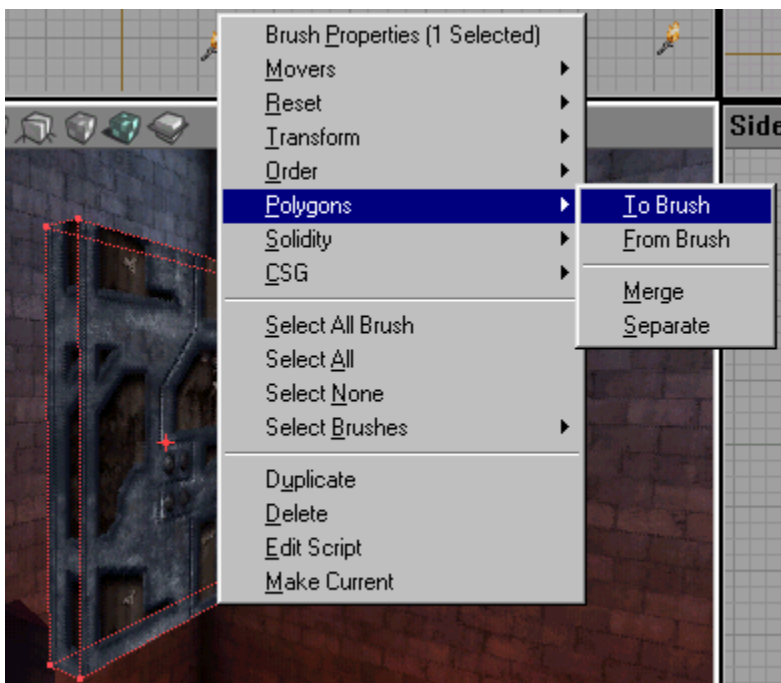 Brush Properties (1 Selected)
Movers
Reset
Transform
Order
Polygons
Solidity
CSG
Select All Brush
Select All
Select None
Select Brushes
Duplicate
Delete
Edit Script
Make Current
To Brush
From Brush
Merge
Separate
Side